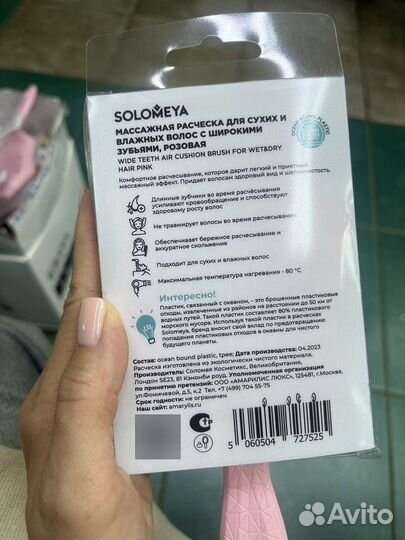 SOLOMEYA
МАССАЖНАЯ РАСЧЕСКА ДЛЯ СУХИХ И
ВЛАЖНЫХ ВОЛОС С ШИРОКИМИ
ЗУБЬЯМИ, РОЗОВАЯ
WIDE TEETH AIR CUSHION BRUSH FOR WET&DRY
HAIR PINK
Комфортное расчесывание, которое дарит легкий и приятный
массажный эффект. Придает волосам здоровый вид и шелковистость.
Длинные зубчики во время расчёсывания
усиливают кровообращение и способствуют
здоровому росту волос
Не травмирует волосы во время расчесывания
Обеспечивает бережное расчесывание и
аккуратное скольжение
Подходит для сухих и влажных волос
Максимальная температура нагревания - 80 °C
Интересно!
Пластик, связанный с океаном, – это брошенные пластиковые
отходы, извлеченные из районов на расстоянии до 50 км от
водных путей. Такой пластик составляет 80% пластикового
морского мусора. Используя такой пластик в расческах
Solomeya, бренд вносит свой вклад по предотвращению
попадания пластиковых отходов в океаны для чистого
будущего планеты.
Состав: ocean bound plastic, tpee; Дата производства: 04.2023
Расческа изготовлена из экологически чистого материала.
Производитель: Соломея Косметикс, Великобритания,
Лондон SE23, 81 Кэнонби роуд. Уполномоченная организация
по принятию претензий: ООО «АМАРИЛИС ЛЮКС», 125481, г.Москва,
ул.Фомичевой, д.5, к.2 Тел. +7 (499) 704-55-75
Срок годности: не ограничен
Наш сайт: amarylis.ru
5 060504 727525
Avito